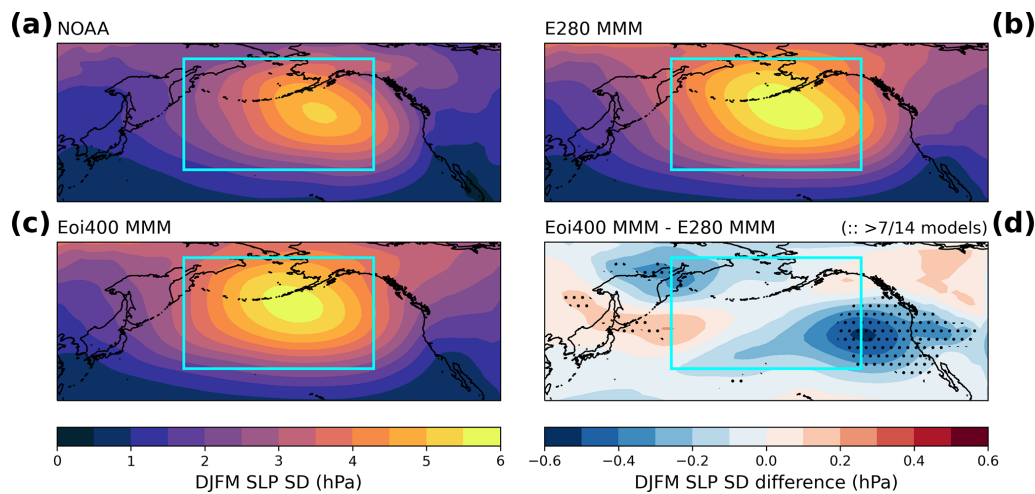 (a) NOAA
E280 MMM (b)
(c) Eoi400 MMM
Eoi400 MMM - E280 MMM (:: >7/14 models) (d)
0 1 2 3 4 5 6
DJFM SLP SD (hPa)
−0.6 −0.4 −0.2 0.0 0.2 0.4 0.6
DJFM SLP SD difference (hPa)